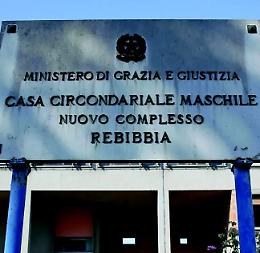 MINISTERO DI GRAZIA E GIUSTIZIA
CASA CIRCONDARIALE MASCHILE
NUOVO COMPLESSO
REBIBBIA